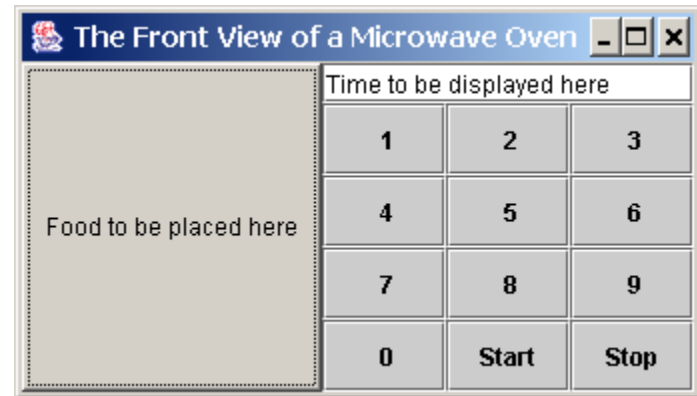 The Front View of a Microwave Oven
Time to be displayed here
Food to be placed here
1 2 3
4 5 6
7 8 9
0 Start Stop